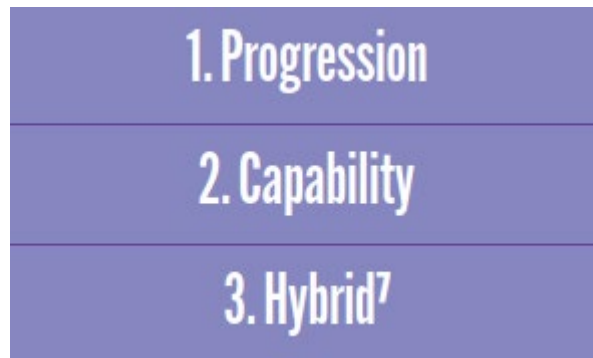 1. Progression
2. Capability
3. Hybrid⁷